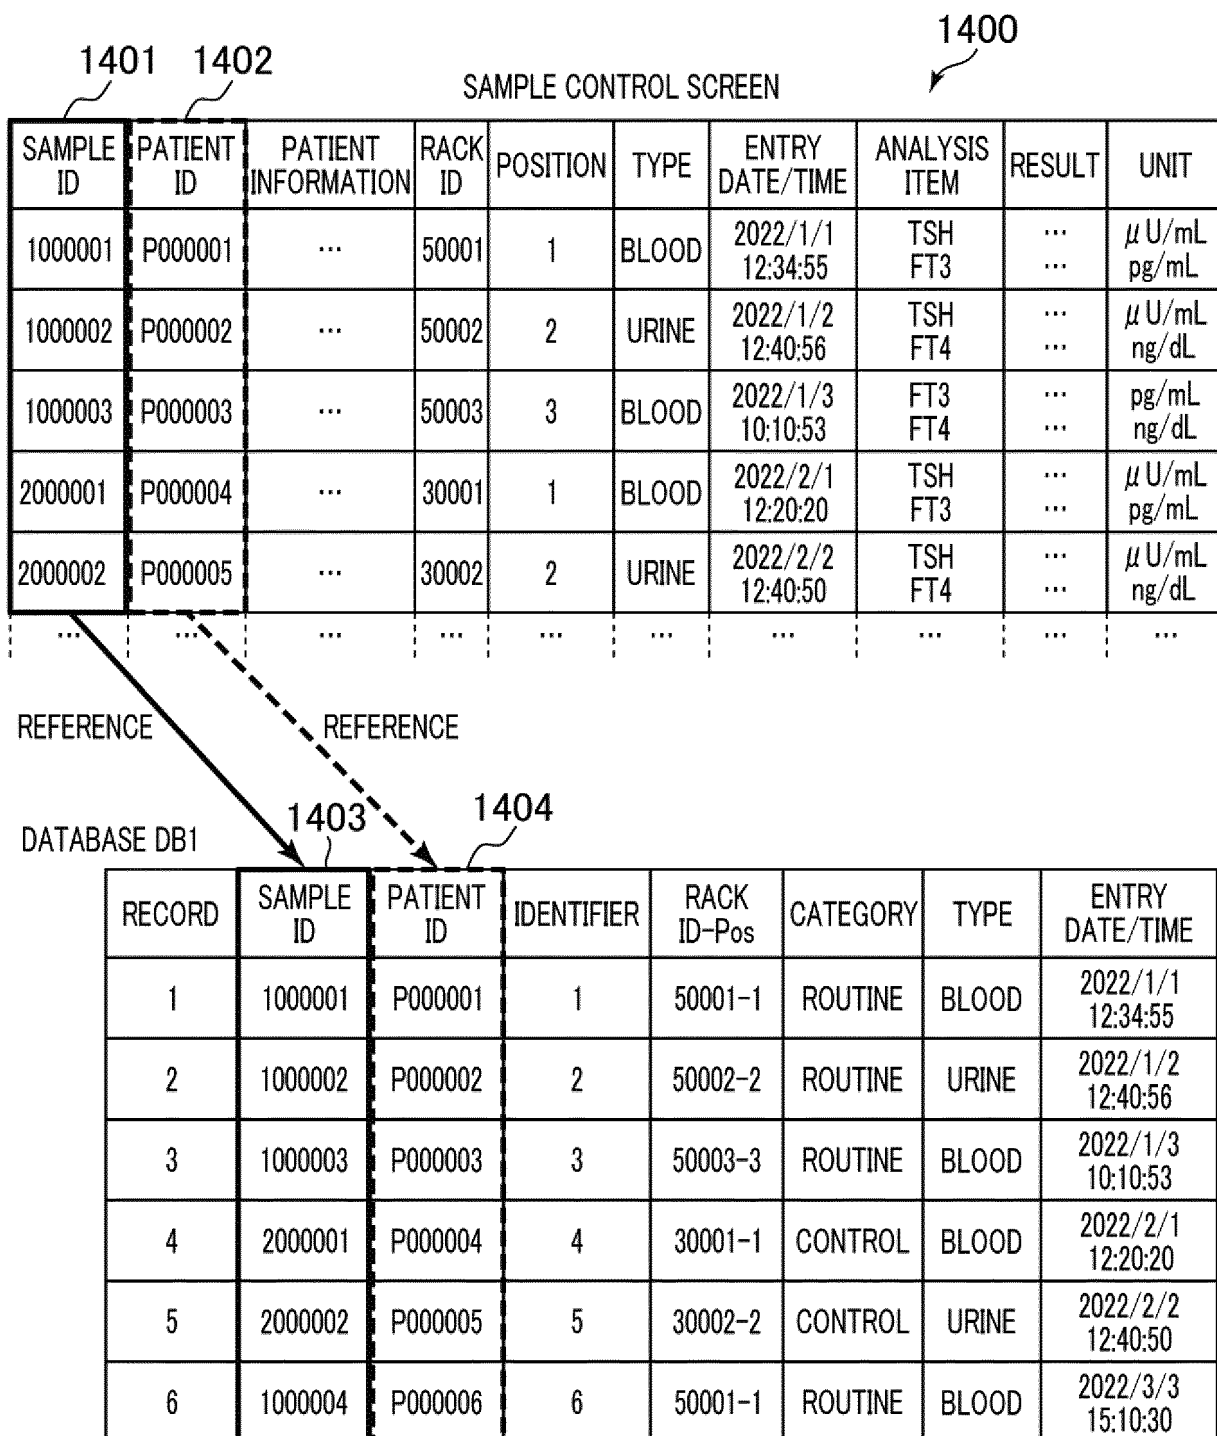 1400
1401 1402
SAMPLE CONTROL SCREEN
SAMPLE ID PATIENT ID PATIENT INFORMATION RACK ID POSITION TYPE ENTRY DATE/TIME ANALYSIS ITEM RESULT UNIT
1000001 P000001 ... 50001 1 BLOOD 2022/1/1 12:34:55 TSH FT3 ... ... μU/mL pg/mL
1000002 P000002 ... 50002 2 URINE 2022/1/2 12:40:56 TSH FT4 ... ... μU/mL ng/dL
1000003 P000003 ... 50003 3 BLOOD 2022/1/3 10:10:53 FT3 FT4 ... ... pg/mL ng/dL
2000001 P000004 ... 30001 1 BLOOD 2022/2/1 12:20:20 TSH FT3 ... ... μU/mL pg/mL
2000002 P000005 ... 30002 2 URINE 2022/2/2 12:40:50 TSH FT4 ... ... μU/mL ng/dL
... ... ... ... ... ... ... ... ... ...
REFERENCE REFERENCE
1403 1404
DATABASE DB1
RECORD SAMPLE ID PATIENT ID IDENTIFIER RACK ID-Pos CATEGORY TYPE ENTRY DATE/TIME
1 1000001 P000001 1 50001-1 ROUTINE BLOOD 2022/1/1 12:34:55
2 1000002 P000002 2 50002-2 ROUTINE URINE 2022/1/2 12:40:56
3 1000003 P000003 3 50003-3 ROUTINE BLOOD 2022/1/3 10:10:53
4 2000001 P000004 4 30001-1 CONTROL BLOOD 2022/2/1 12:20:20
5 2000002 P000005 5 30002-2 CONTROL URINE 2022/2/2 12:40:50
6 1000004 P000006 6 50001-1 ROUTINE BLOOD 2022/3/3 15:10:30